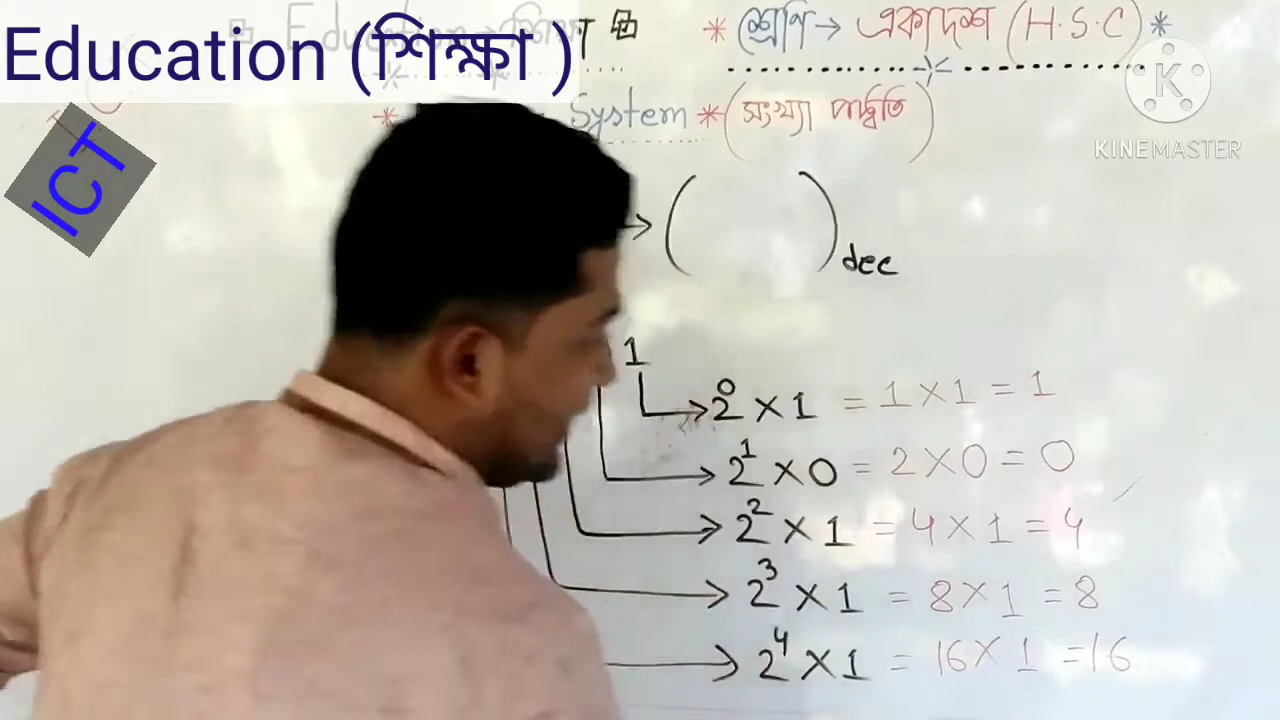 Education (শিক্ষা )
* শ্রেণি → একাদশ (H.S.C) *
KINEMASTER
K
ICT
* System * (সংখ্যা পদ্ধতি)
→ ( )dec
1
→ 2⁰ × 1 = 1 × 1 = 1
→ 2¹ × 0 = 2 × 0 = 0
→ 2² × 1 = 4 × 1 = 4
→ 2³ × 1 = 8 × 1 = 8
→ 2⁴ × 1 = 16 × 1 = 16